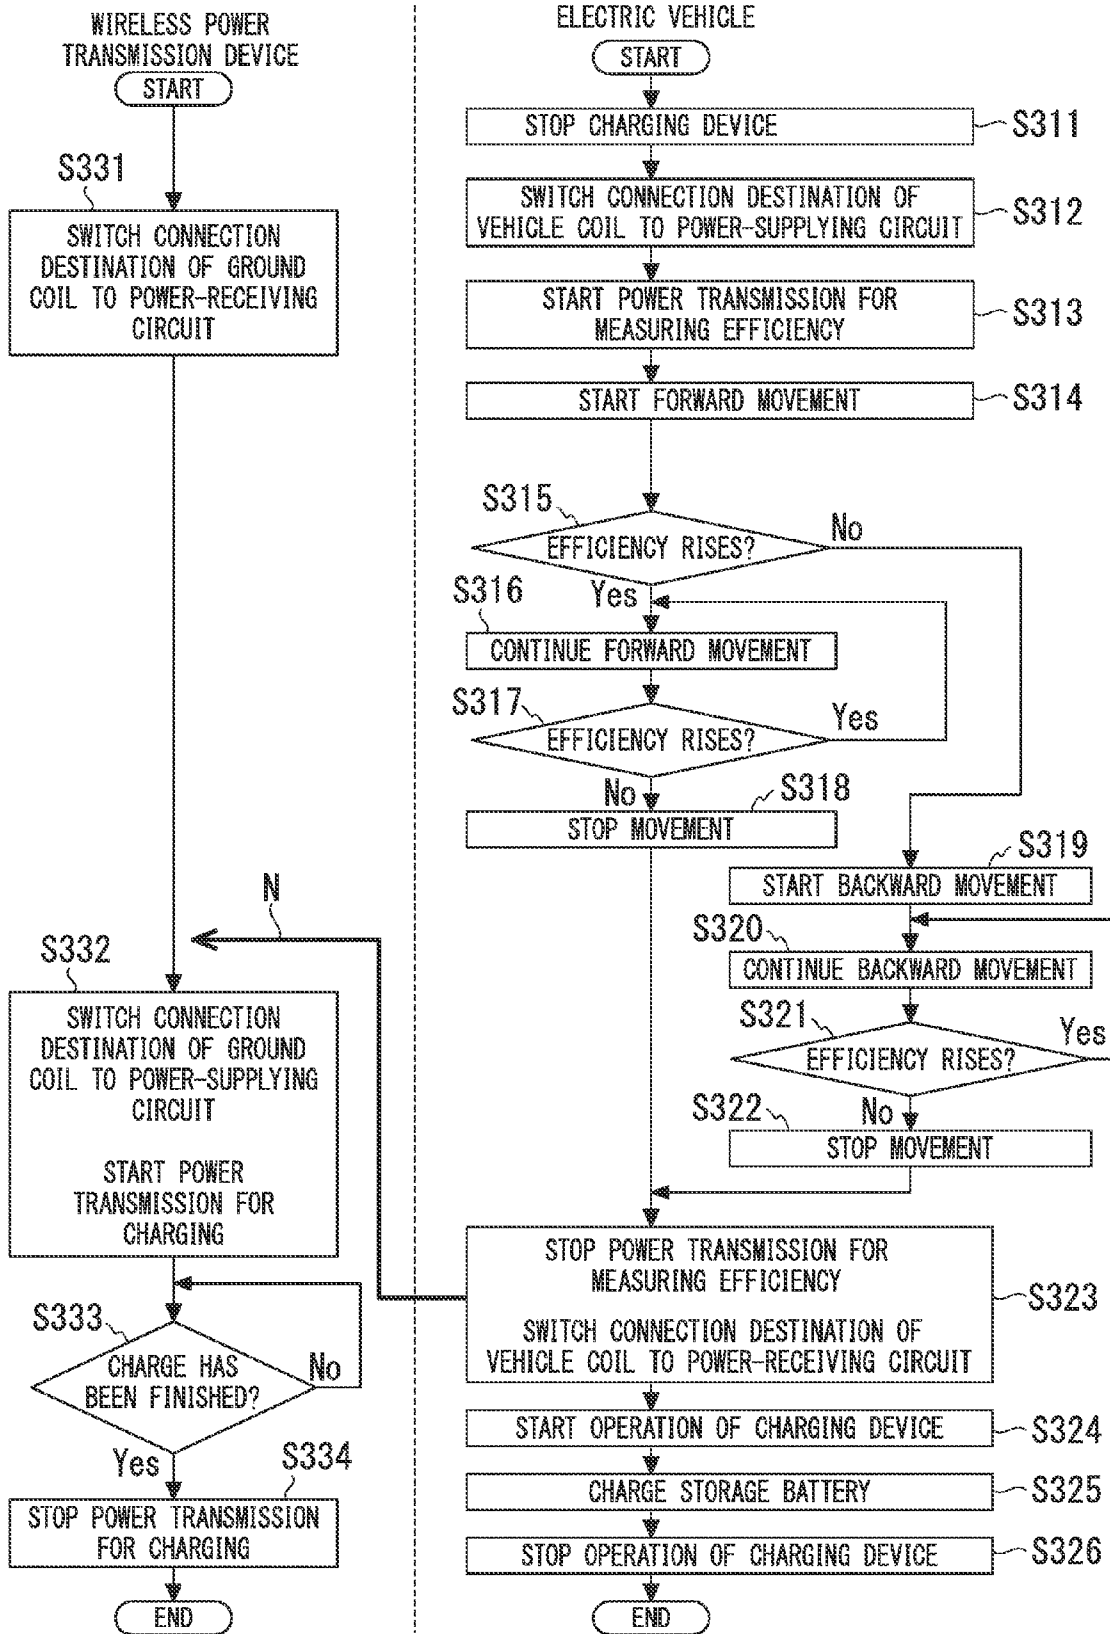 WIRELESS POWER
TRANSMISSION DEVICE
START
S331
SWITCH CONNECTION
DESTINATION OF GROUND
COIL TO POWER-RECEIVING
CIRCUIT
N
S332
SWITCH CONNECTION
DESTINATION OF GROUND
COIL TO POWER-SUPPLYING
CIRCUIT
START POWER
TRANSMISSION FOR
CHARGING
S333
CHARGE HAS
BEEN FINISHED?
No
Yes
S334
STOP POWER TRANSMISSION
FOR CHARGING
END
ELECTRIC VEHICLE
START
STOP CHARGING DEVICE
S311
SWITCH CONNECTION DESTINATION OF
VEHICLE COIL TO POWER-SUPPLYING CIRCUIT
S312
START POWER TRANSMISSION FOR
MEASURING EFFICIENCY
S313
START FORWARD MOVEMENT
S314
S315
EFFICIENCY RISES?
No
Yes
S316
CONTINUE FORWARD MOVEMENT
S317
EFFICIENCY RISES?
Yes
No
S318
STOP MOVEMENT
S319
START BACKWARD MOVEMENT
S320
CONTINUE BACKWARD MOVEMENT
S321
EFFICIENCY RISES?
Yes
No
S322
STOP MOVEMENT
STOP POWER TRANSMISSION FOR
MEASURING EFFICIENCY
SWITCH CONNECTION DESTINATION OF
VEHICLE COIL TO POWER-RECEIVING CIRCUIT
S323
START OPERATION OF CHARGING DEVICE
S324
CHARGE STORAGE BATTERY
S325
STOP OPERATION OF CHARGING DEVICE
S326
END